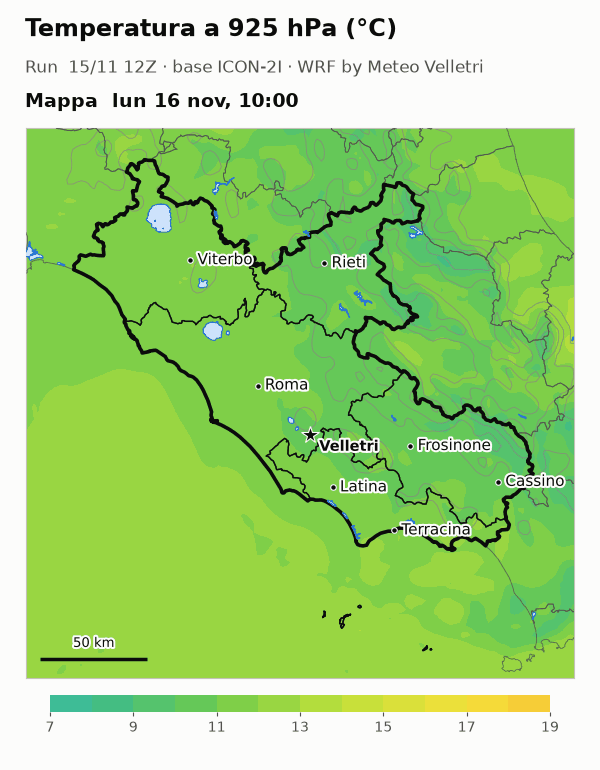 Temperatura a 925 hPa (°C)
Run  15/11 12Z · base ICON-2I · WRF by Meteo Velletri
Mappa  lun 16 nov, 10:00
Viterbo
Rieti
Roma
Velletri
Frosinone
Latina
Cassino
Terracina
50 km
7 9 11 13 15 17 19